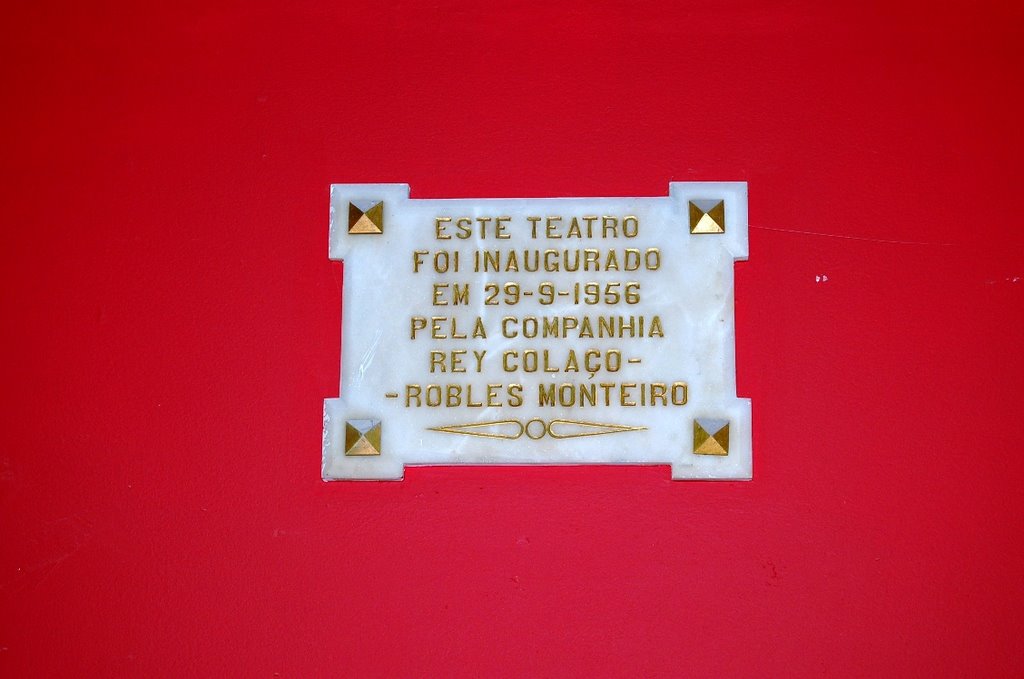 ESTE TEATRO
FOI INAUGURADO
EM 29-9-1956
PELA COMPANHIA
REY COLAÇO-
-ROBLES MONTEIRO